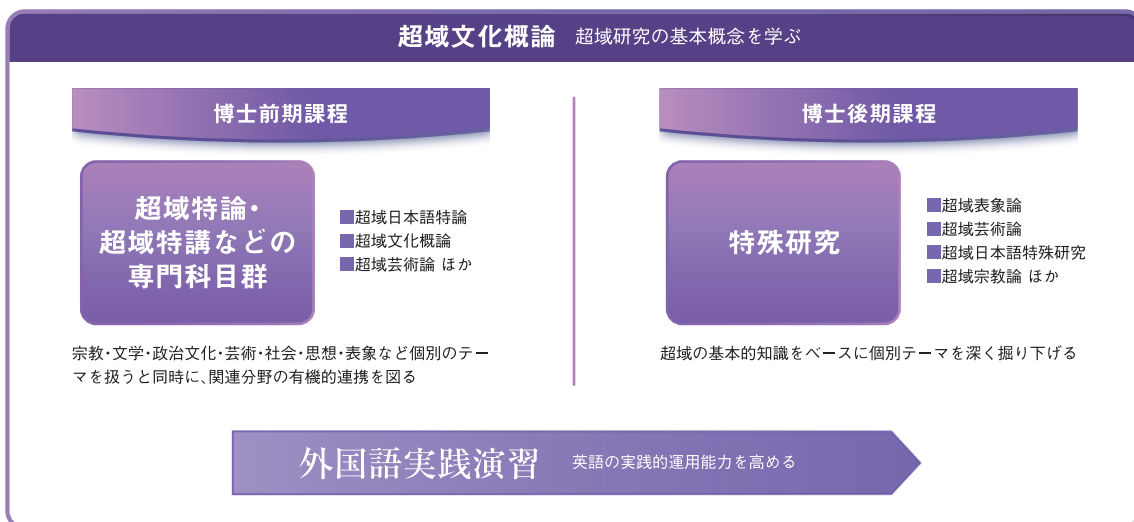 超域文化概論 超域研究の基本概念を学ぶ
博士前期課程
超域特論・
超域特講などの
専門科目群
■超域日本語特論
■超域文化概論
■超域芸術論 ほか
宗教・文学・政治文化・芸術・社会・思想・表象など個別のテー
マを扱うと同時に、関連分野の有機的連携を図る
博士後期課程
特殊研究
■超域表象論
■超域芸術論
■超域日本語特殊研究
■超域宗教論 ほか
超域の基本的知識をベースに個別テーマを深く掘り下げる
外国語実践演習 英語の実践的運用能力を高める